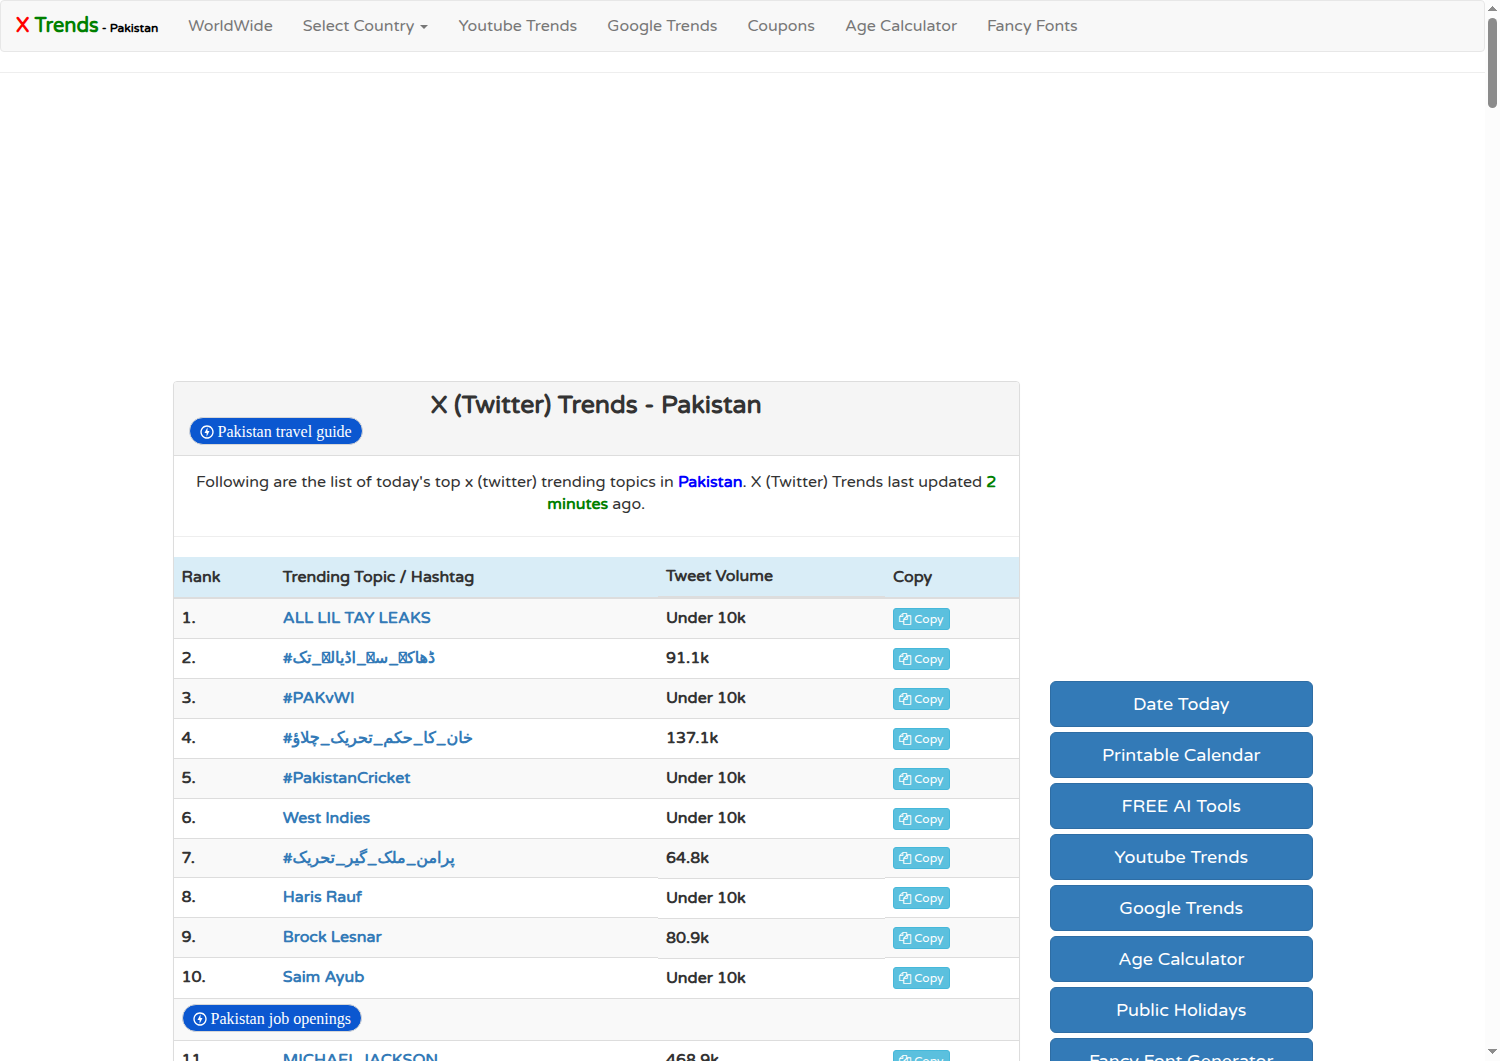 X Trends - Pakistan
WorldWide
Select Country
Youtube Trends
Google Trends
Coupons
Age Calculator
Fancy Fonts
X (Twitter) Trends - Pakistan
Pakistan travel guide
Following are the list of today's top x (twitter) trending topics in Pakistan. X (Twitter) Trends last updated 2
minutes ago.
Rank Trending Topic / Hashtag Tweet Volume Copy
1. ALL LIL TAY LEAKS Under 10k Copy
2. 91.1k Copy
3. #PAKvWI Under 10k Copy
4. #خان_کا_حکم_تحریک_چلاؤ 137.1k Copy
5. #PakistanCricket Under 10k Copy
6. West Indies Under 10k Copy
7. #پرامن_ملک_گیر_تحریک 64.8k Copy
8. Haris Rauf Under 10k Copy
9. Brock Lesnar 80.9k Copy
10. Saim Ayub Under 10k Copy
Pakistan job openings
11. MICHAEL JACKSON 468.9k Copy
Date Today
Printable Calendar
FREE AI Tools
Youtube Trends
Google Trends
Age Calculator
Public Holidays
Fancy Font Generator